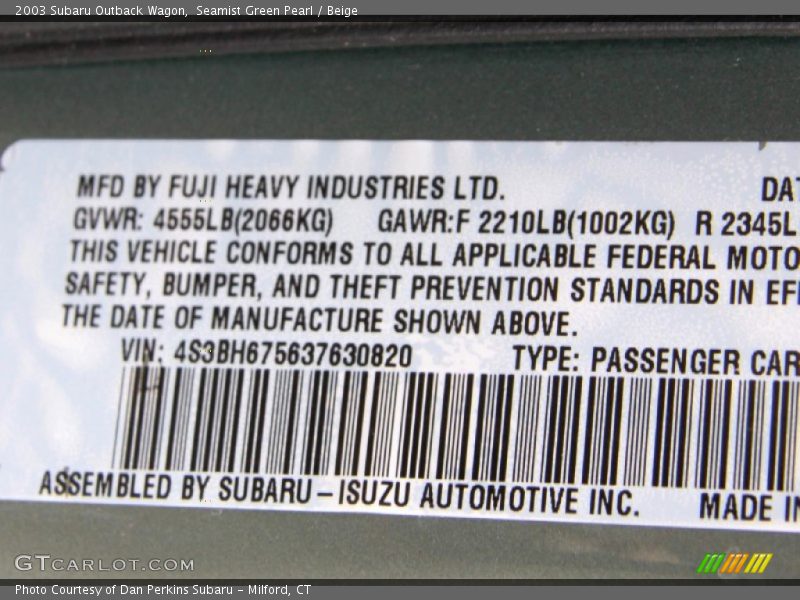 2003 Subaru Outback Wagon, Seamist Green Pearl / Beige
MFD BY FUJI HEAVY INDUSTRIES LTD. DAT
GVWR: 4555LB(2066KG) GAWR:F 2210LB(1002KG) R 2345L
THIS VEHICLE CONFORMS TO ALL APPLICABLE FEDERAL MOTO
SAFETY, BUMPER, AND THEFT PREVENTION STANDARDS IN EF
THE DATE OF MANUFACTURE SHOWN ABOVE.
VIN: 4S3BH675637630820 TYPE: PASSENGER CAR
ASSEMBLED BY SUBARU-ISUZU AUTOMOTIVE INC. MADE IN
GTCARLOT.COM
Photo Courtesy of Dan Perkins Subaru - Milford, CT